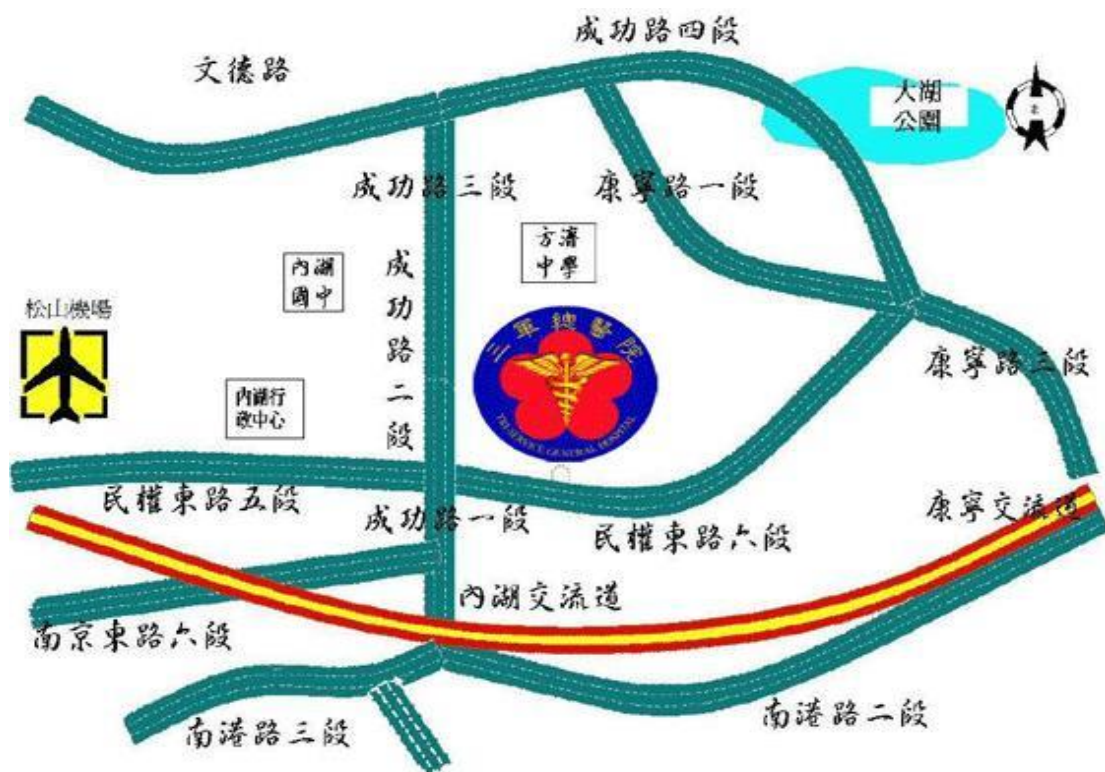 成功路四段
文德路
大湖
公園
北
成功路三段
康寧路一段
方濟
中學
內湖
國中
成功路二段
松山機場
三軍總醫院
TRI-SERVICE GENERAL HOSPITAL
康寧路三段
內湖行
政中心
民權東路五段
成功路一段
民權東路六段
康寧交流道
內湖交流道
南京東路六段
南港路三段
南港路二段